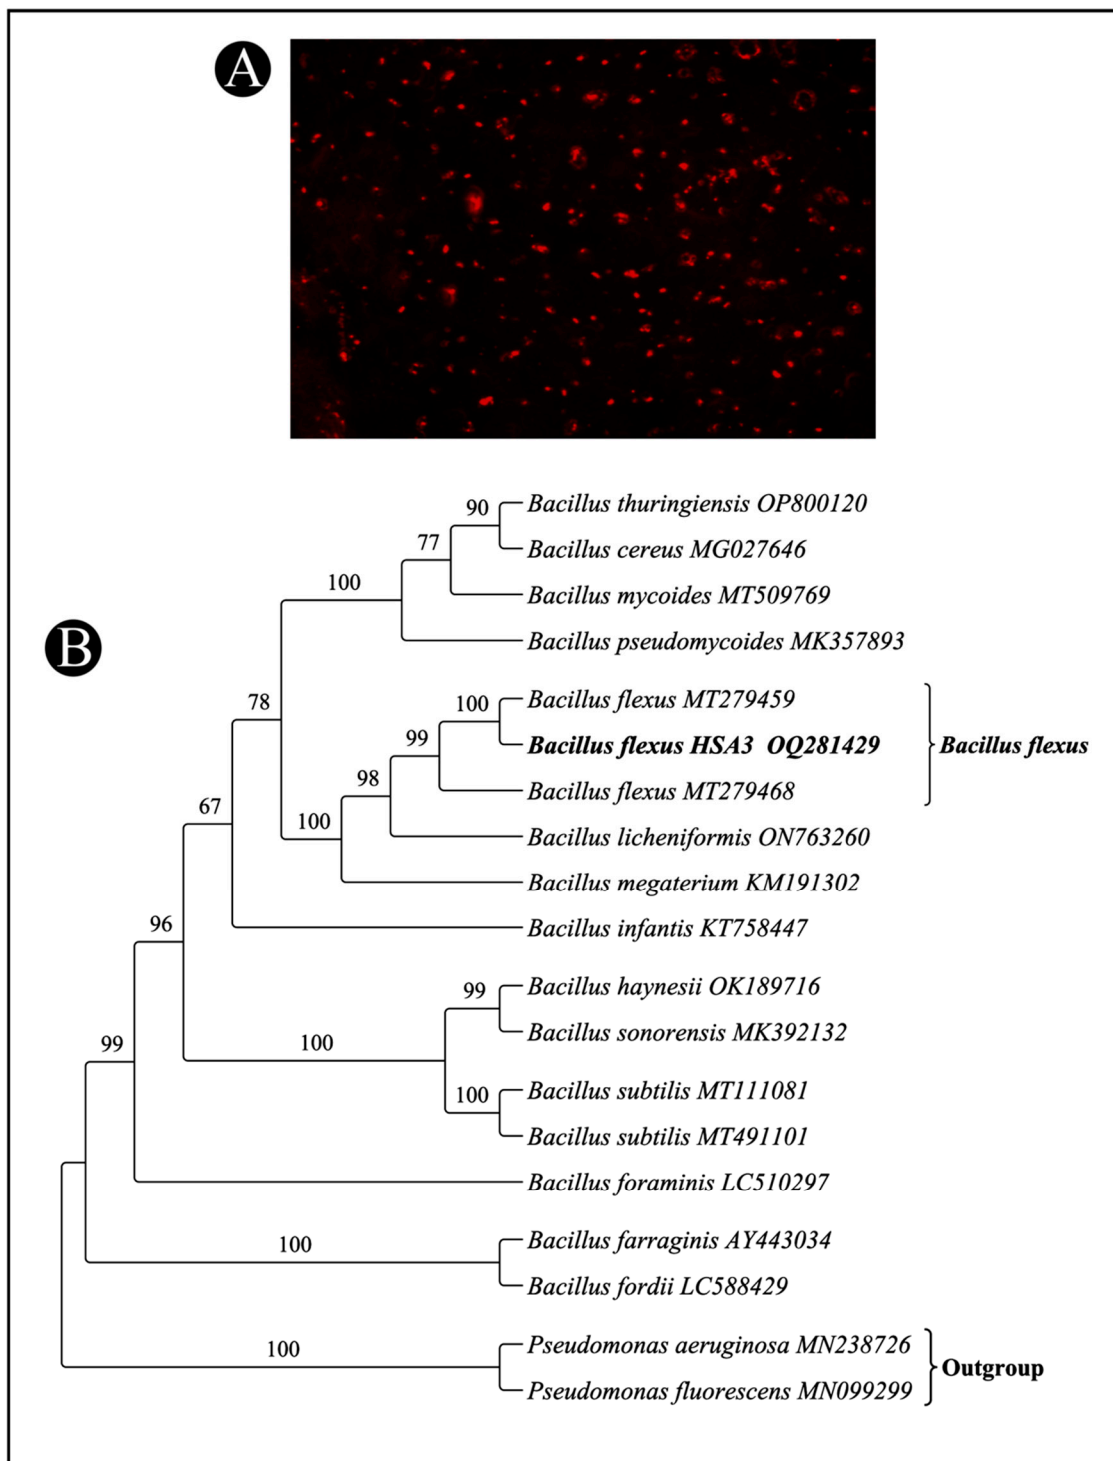 A
B
90
Bacillus thuringiensis OP800120
77
Bacillus cereus MG027646
100
Bacillus mycoides MT509769
Bacillus pseudomycoides MK357893
78
100
Bacillus flexus MT279459
99
Bacillus flexus HSA3 OQ281429
Bacillus flexus
98
Bacillus flexus MT279468
67
100
Bacillus licheniformis ON763260
Bacillus megaterium KM191302
96
Bacillus infantis KT758447
99
Bacillus haynesii OK189716
99
100
Bacillus sonorensis MK392132
100
Bacillus subtilis MT111081
Bacillus subtilis MT491101
Bacillus foraminis LC510297
100
Bacillus farraginis AY443034
Bacillus fordii LC588429
100
Pseudomonas aeruginosa MN238726
Outgroup
Pseudomonas fluorescens MN099299